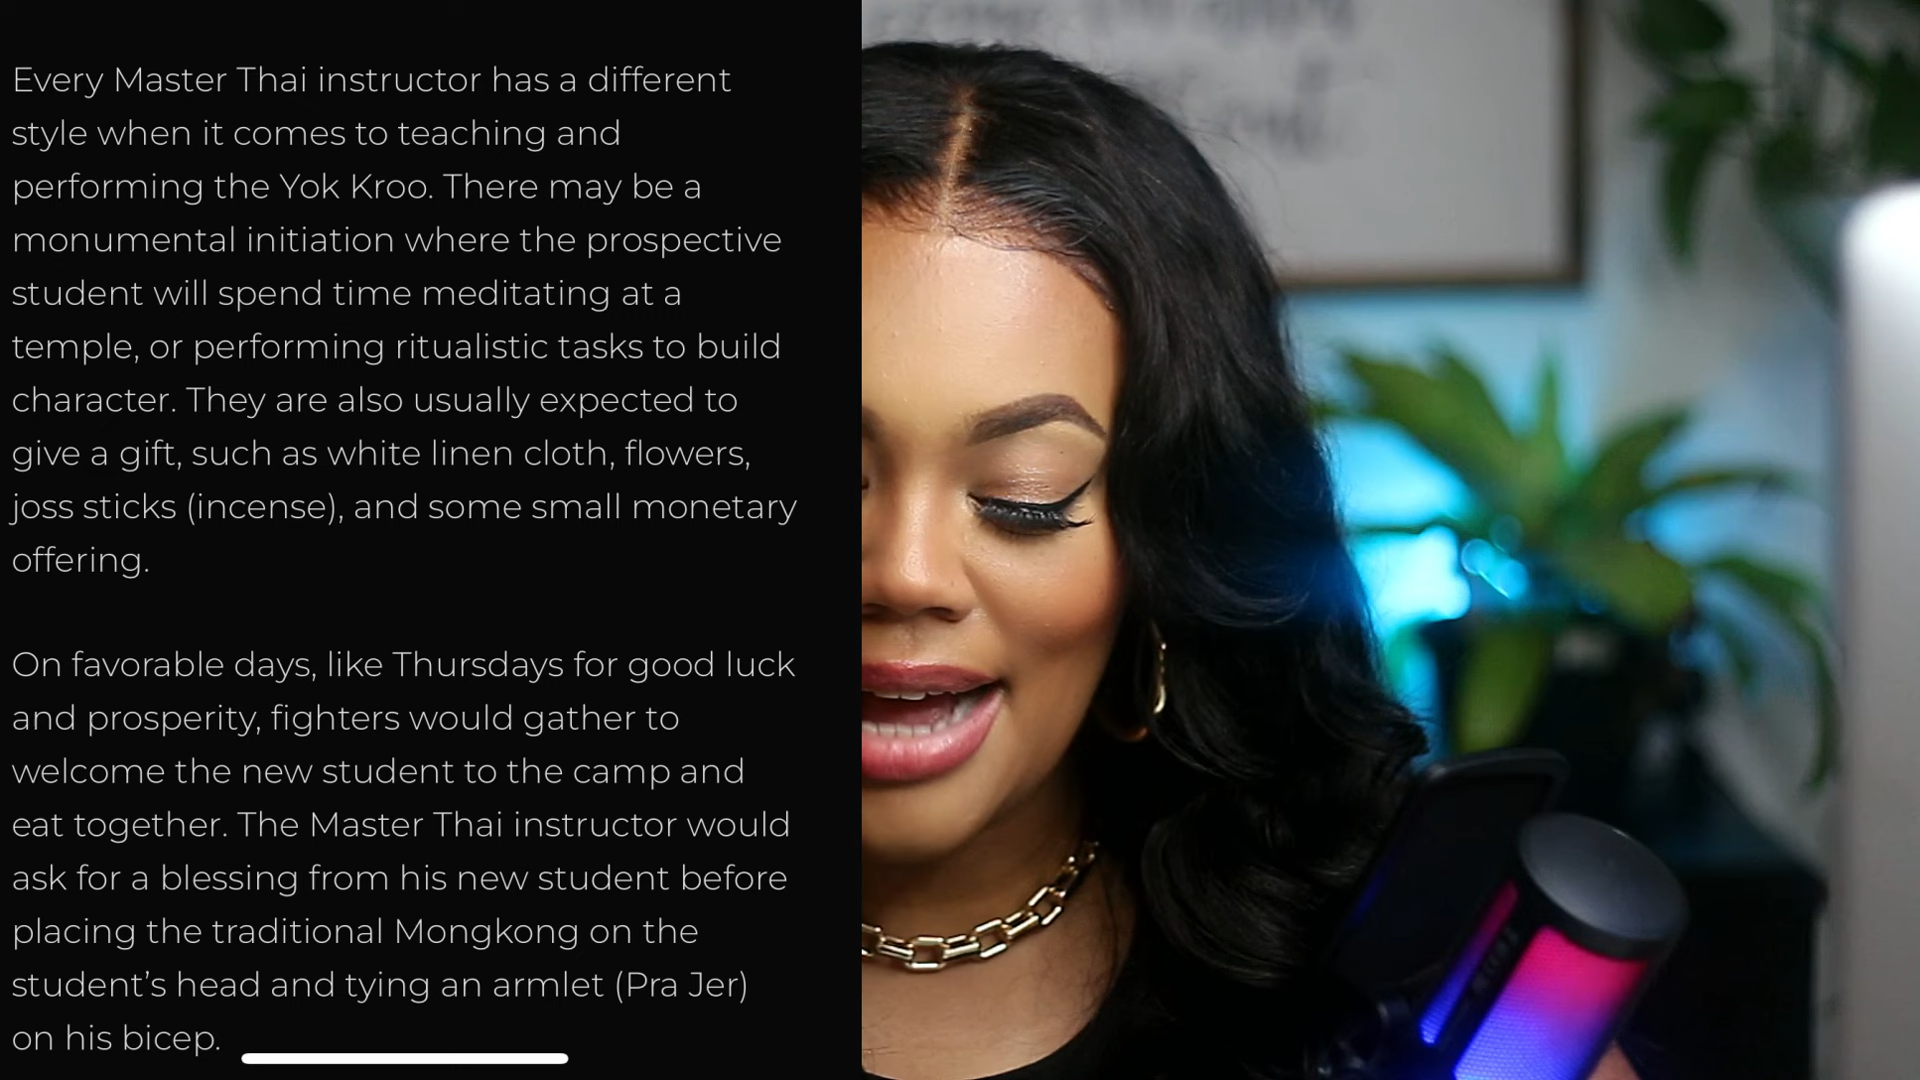 Every Master Thai instructor has a different
style when it comes to teaching and
performing the Yok Kroo. There may be a
monumental initiation where the prospective
student will spend time meditating at a
temple, or performing ritualistic tasks to build
character. They are also usually expected to
give a gift, such as white linen cloth, flowers,
joss sticks (incense), and some small monetary
offering.
On favorable days, like Thursdays for good luck
and prosperity, fighters would gather to
welcome the new student to the camp and
eat together. The Master Thai instructor would
ask for a blessing from his new student before
placing the traditional Mongkong on the
student’s head and tying an armlet (Pra Jer)
on his bicep.